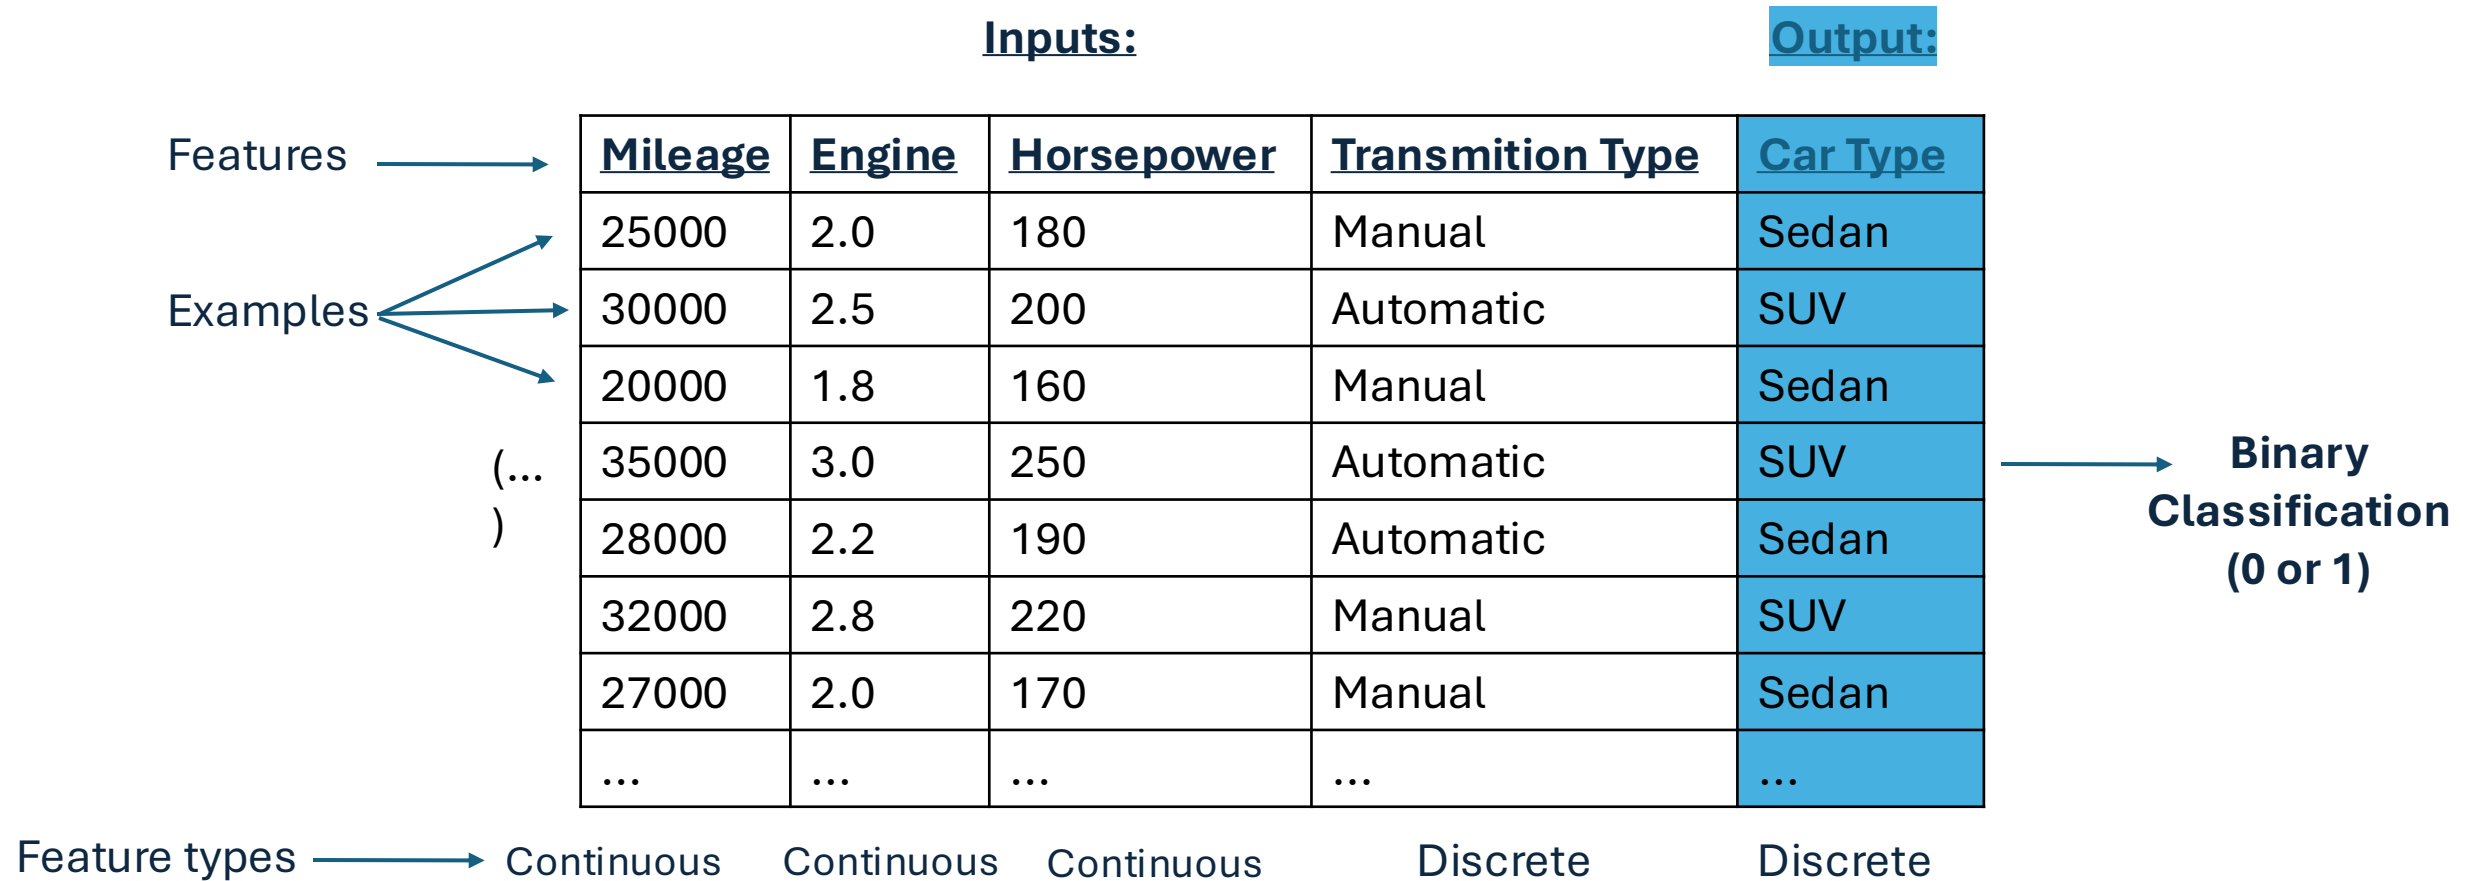 Inputs: Output:
Features Mileage Engine Horsepower Transmition Type Car Type
25000 2.0 180 Manual Sedan
Examples 30000 2.5 200 Automatic SUV
20000 1.8 160 Manual Sedan
(... 35000 3.0 250 Automatic SUV Binary
) 28000 2.2 190 Automatic Sedan Classification
32000 2.8 220 Manual SUV (0 or 1)
27000 2.0 170 Manual Sedan
... ... ... ... ...
Feature types Continuous Continuous Continuous Discrete Discrete